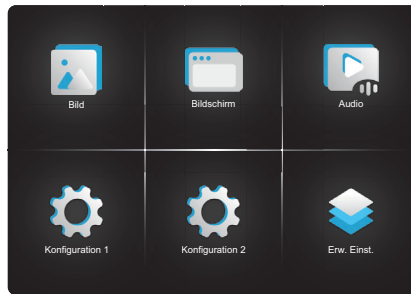 Bild
Bildschirm
Audio
Konfiguration 1
Konfiguration 2
Erw. Einst.